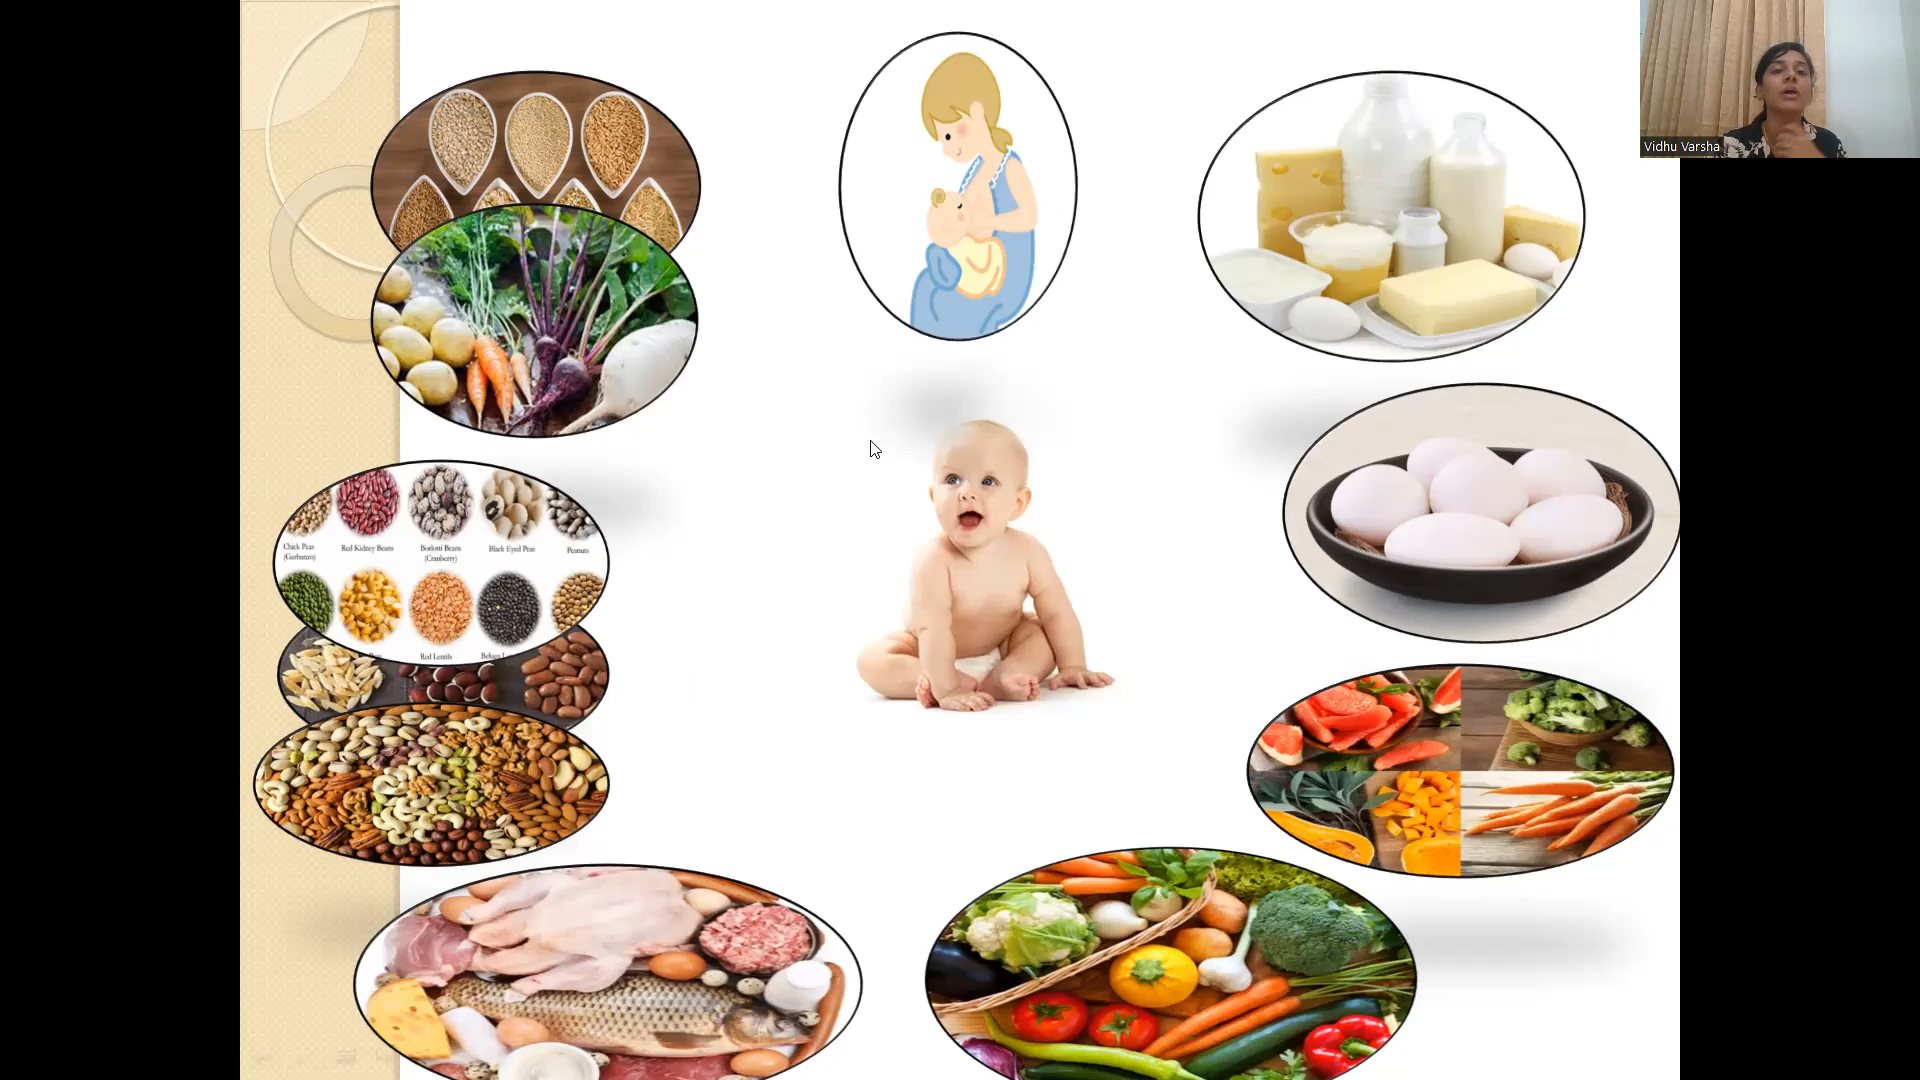 Vidhu Varsha
Chick Peas
(Garbanzo)
Red Kidney Beans
Borlotti Beans
(Cranberry)
Black Eyed Peas
Peanuts
Red Lentils